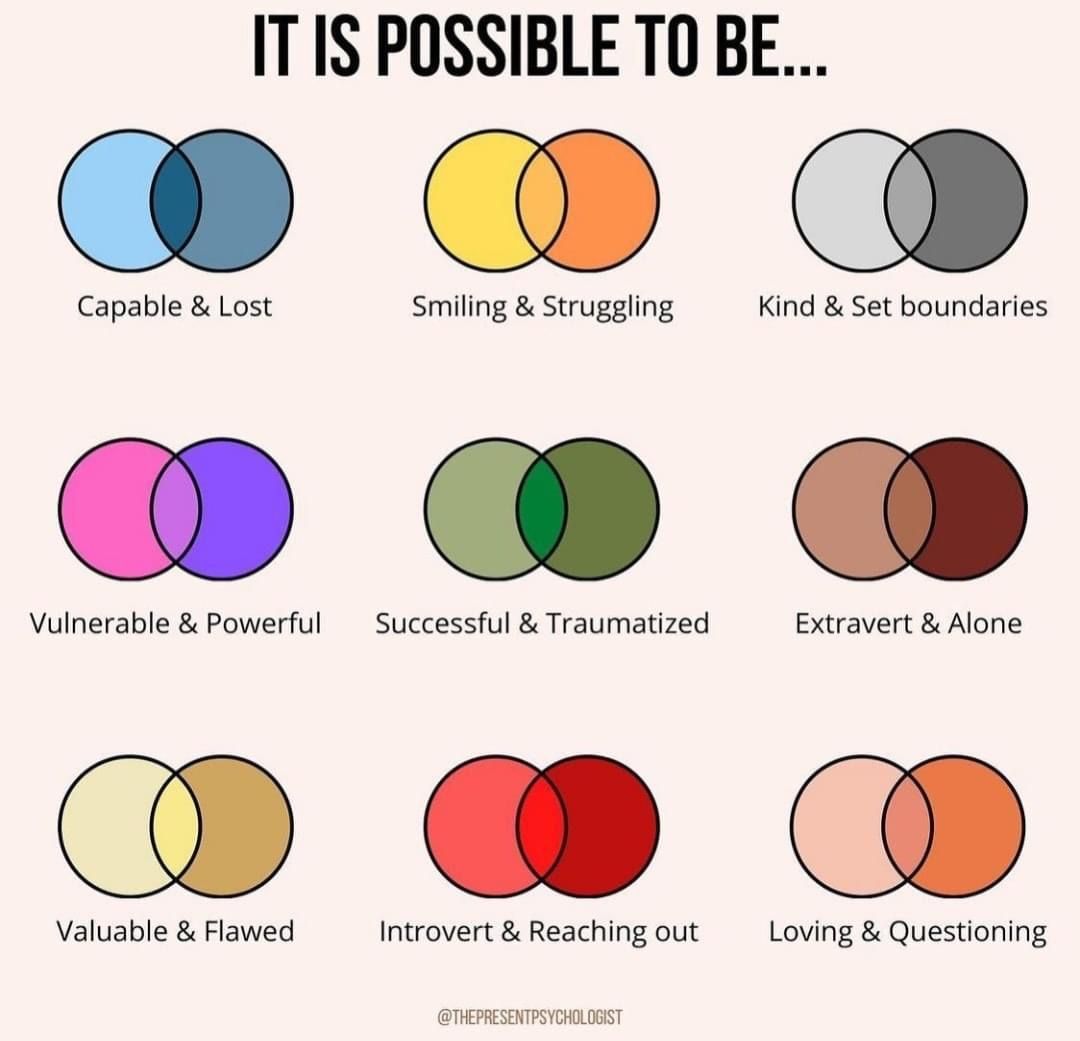 IT IS POSSIBLE TO BE...
Capable & Lost
Smiling & Struggling
Kind & Set boundaries
Vulnerable & Powerful
Successful & Traumatized
Extravert & Alone
Valuable & Flawed
Introvert & Reaching out
Loving & Questioning
@THEPRESENTPSYCHOLOGIST